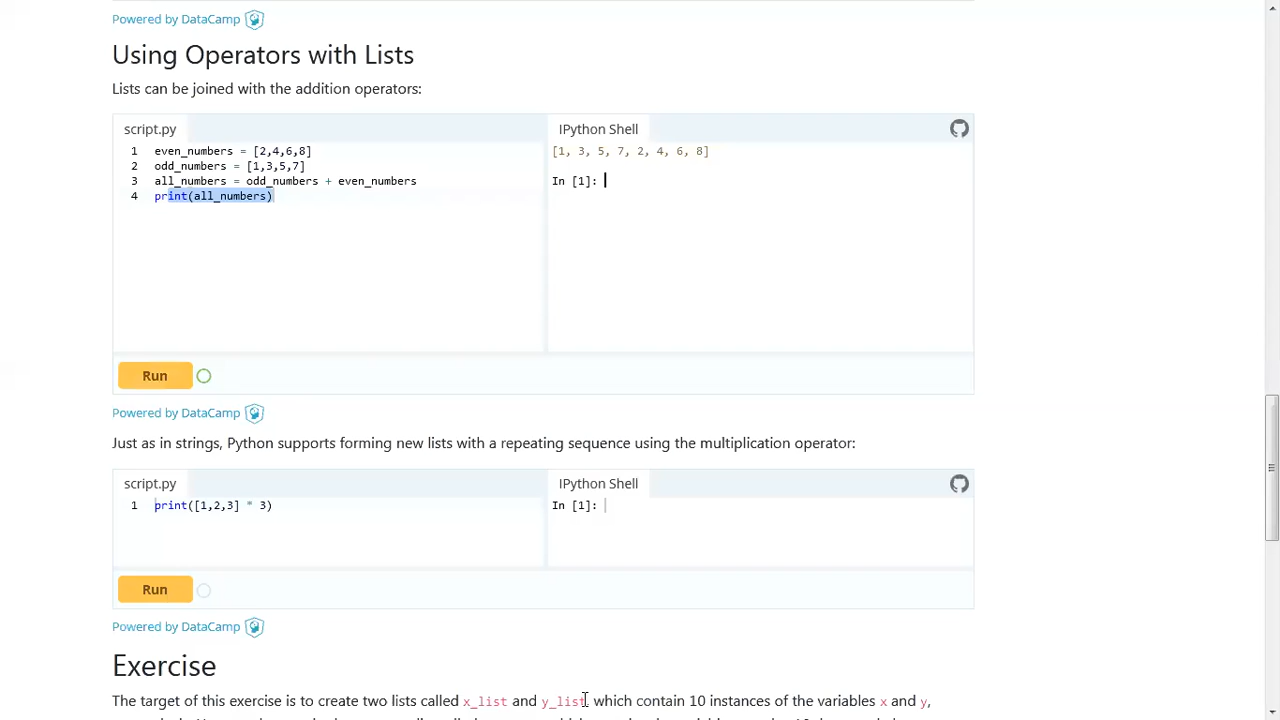 Powered by DataCamp
Using Operators with Lists
Lists can be joined with the addition operators:
script.py
IPython Shell
1 even_numbers = [2,4,6,8]
2 odd_numbers = [1,3,5,7]
3 all_numbers = odd_numbers + even_numbers
4 print(all_numbers)
[1, 3, 5, 7, 2, 4, 6, 8]
In [1]:
Run
Powered by DataCamp
Just as in strings, Python supports forming new lists with a repeating sequence using the multiplication operator:
script.py
IPython Shell
1 print([1,2,3] * 3)
In [1]:
Run
Powered by DataCamp
Exercise
The target of this exercise is to create two lists called x_list and y_list, which contain 10 instances of the variables x and y,